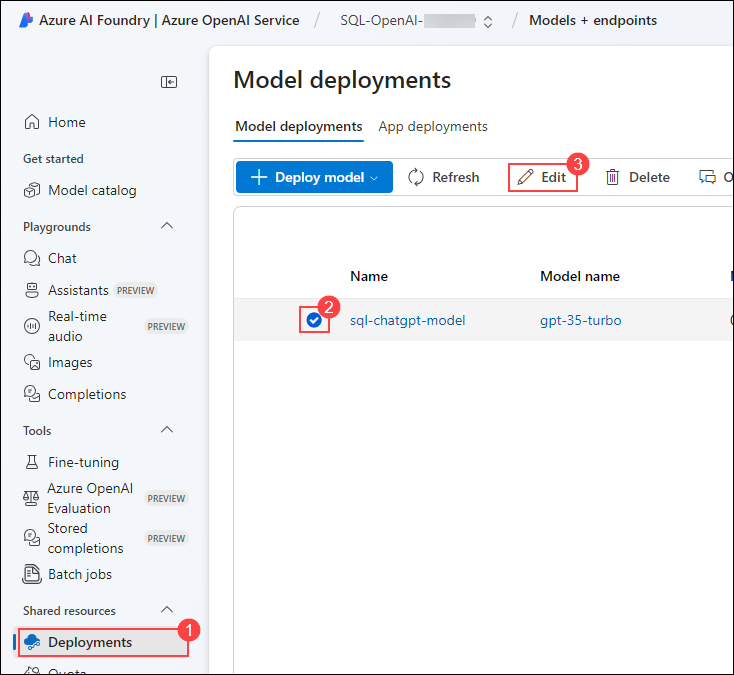 Azure AI Foundry | Azure OpenAI Service / SQL-OpenAI- / Models + endpoints
Home
Get started
Model catalog
Playgrounds
Chat
Assistants PREVIEW
Real-time
audio PREVIEW
Images
Completions
Tools
Fine-tuning
Azure OpenAI
Evaluation PREVIEW
Stored
completions PREVIEW
Batch jobs
Shared resources
Deployments 1
Quota
Model deployments
Model deployments App deployments
Deploy model Refresh Edit 3 Delete
Name Model name
2 sql-chatgpt-model gpt-35-turbo